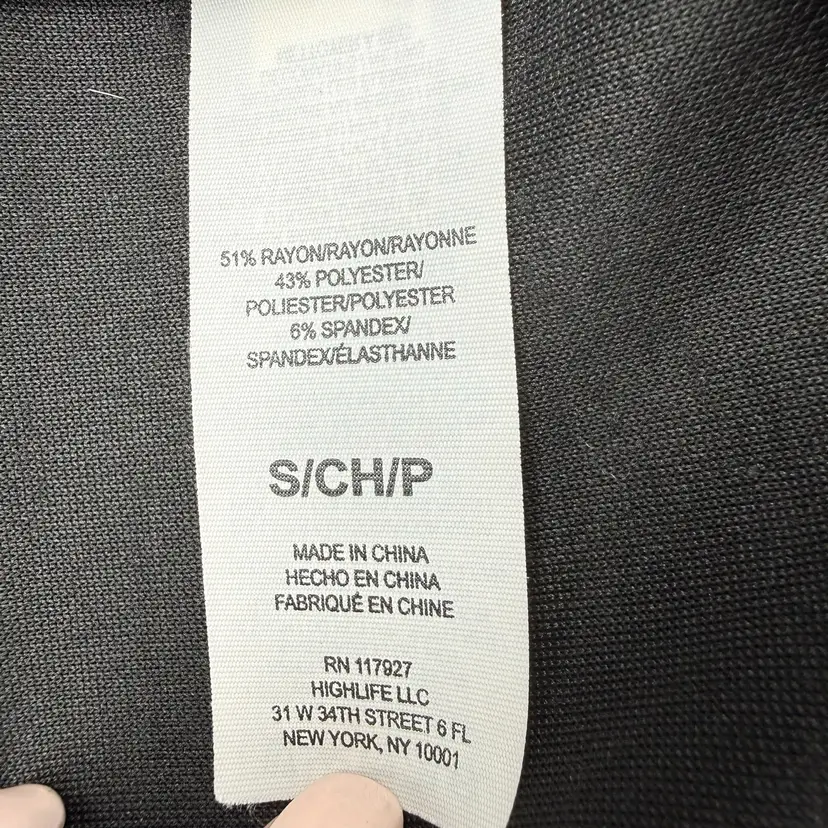 51% RAYON/RAYON/RAYONNE
43% POLYESTER/
POLIESTER/POLYESTER
6% SPANDEX/
SPANDEX/ÉLASTHANNE
S/CH/P
MADE IN CHINA
HECHO EN CHINA
FABRIQUÉ EN CHINE
RN 117927
HIGHLIFE LLC
31 W 34TH STREET 6 FL
NEW YORK, NY 10001